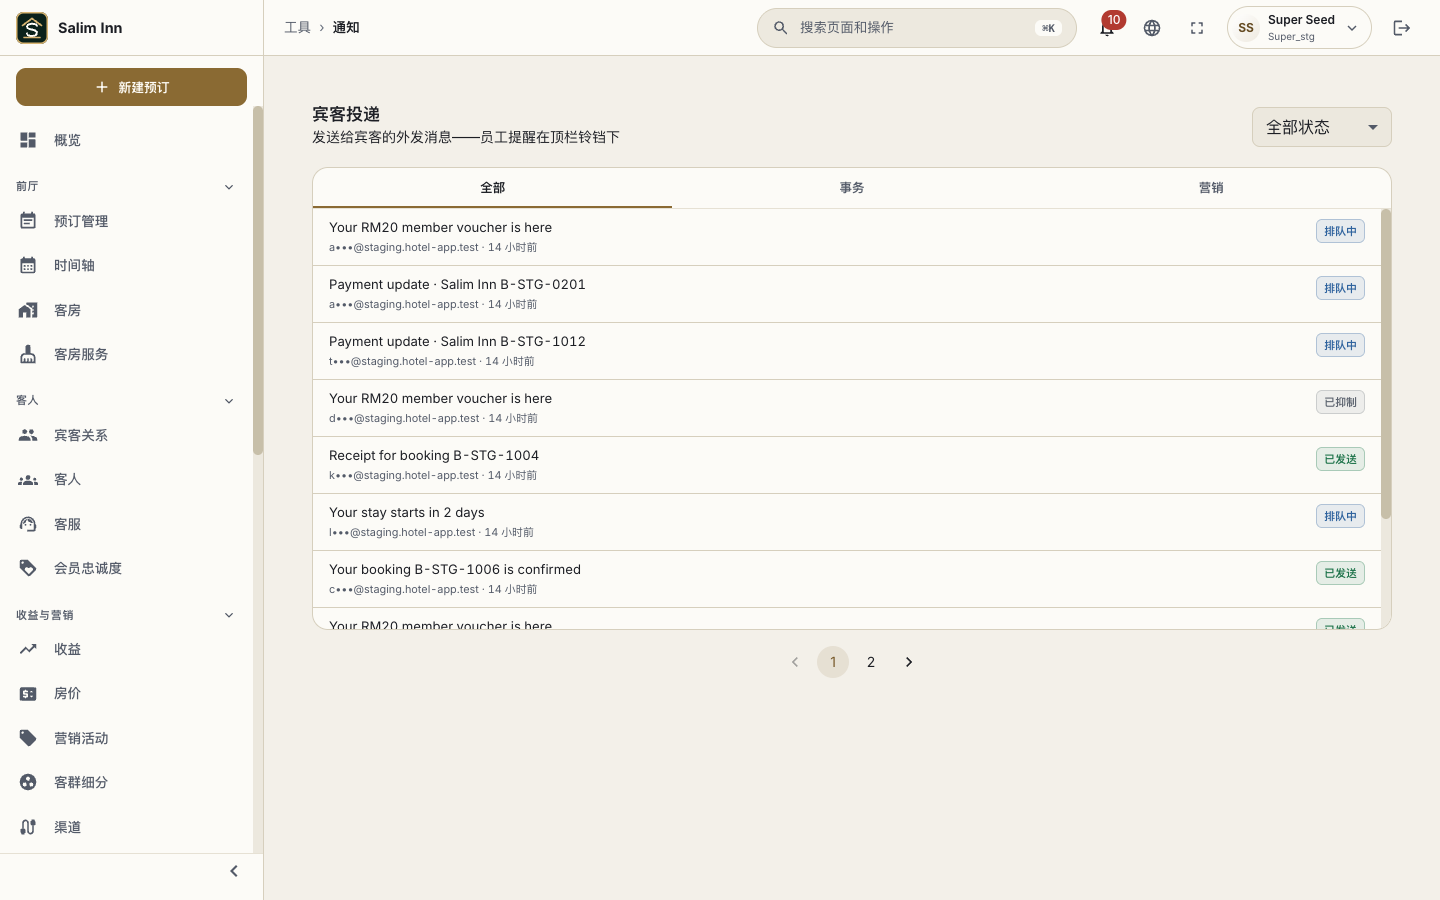 Salim Inn
工具 › 通知
搜索页面和操作
⌘K
10
SS
Super Seed
Super_stg
新建预订
概览
前厅
预订管理
时间轴
客房
客房服务
客人
宾客关系
客人
客服
会员忠诚度
收益与营销
收益
房价
营销活动
客群细分
渠道
宾客投递
发送给宾客的外发消息——员工提醒在顶栏铃铛下
全部状态
全部
事务
营销
Your RM20 member voucher is here
a•••@staging.hotel-app.test · 14 小时前
排队中
Payment update · Salim Inn B-STG-0201
a•••@staging.hotel-app.test · 14 小时前
排队中
Payment update · Salim Inn B-STG-1012
t•••@staging.hotel-app.test · 14 小时前
排队中
Your RM20 member voucher is here
d•••@staging.hotel-app.test · 14 小时前
已抑制
Receipt for booking B-STG-1004
k•••@staging.hotel-app.test · 14 小时前
已发送
Your stay starts in 2 days
l•••@staging.hotel-app.test · 14 小时前
排队中
Your booking B-STG-1006 is confirmed
c•••@staging.hotel-app.test · 14 小时前
已发送
Your RM20 member voucher is here
已发送
1
2